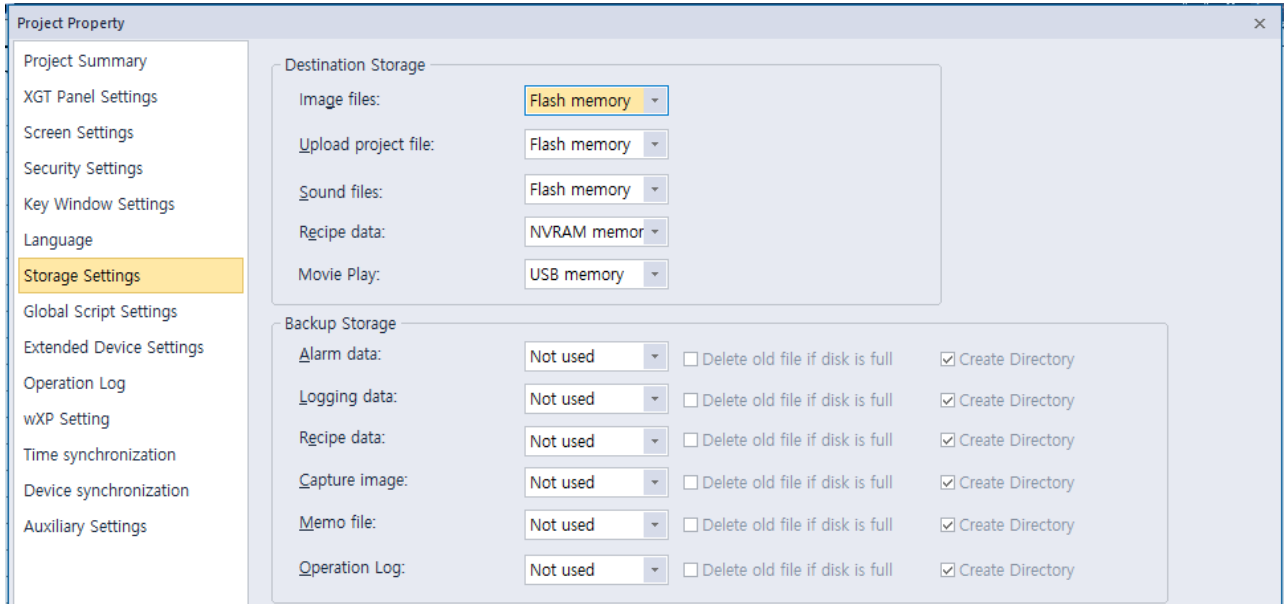 Project Property
Project Summary
XGT Panel Settings
Screen Settings
Security Settings
Key Window Settings
Language
Storage Settings
Global Script Settings
Extended Device Settings
Operation Log
wXP Setting
Time synchronization
Device synchronization
Auxiliary Settings
Destination Storage
Image files: Flash memory
Upload project file: Flash memory
Sound files: Flash memory
Recipe data: NVRAM memor
Movie Play: USB memory
Backup Storage
Alarm data: Not used Delete old file if disk is full Create Directory
Logging data: Not used Delete old file if disk is full Create Directory
Recipe data: Not used Delete old file if disk is full Create Directory
Capture image: Not used Delete old file if disk is full Create Directory
Memo file: Not used Delete old file if disk is full Create Directory
Operation Log: Not used Delete old file if disk is full Create Directory